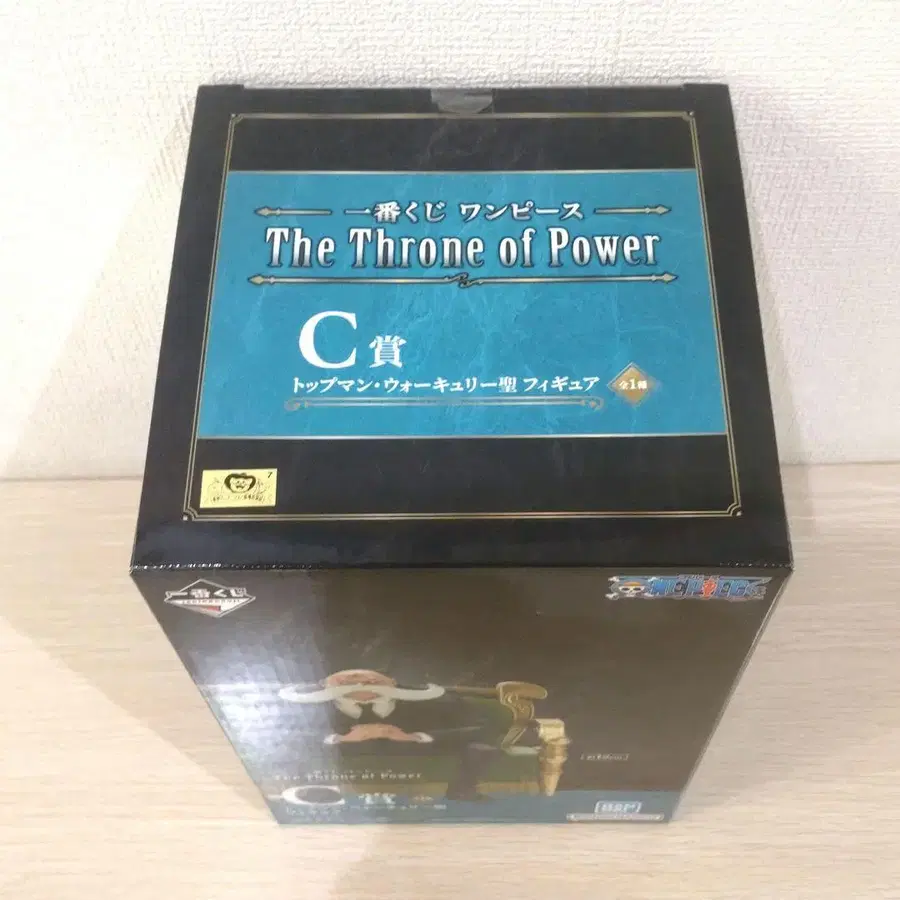 一番くじ ワンピース
The Throne of Power
C賞
トップマン・ウォーキュリー聖 フィギュア
全1種
7
一番くじ
ONE PIECE
The Throne of Power
C賞